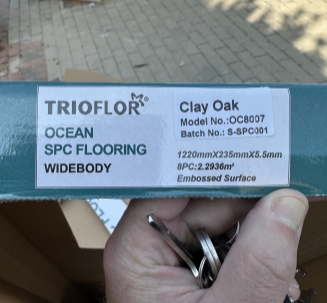 TRIOFLOR®
OCEAN
SPC FLOORING
WIDEBODY
Clay Oak
Model No.:OC8007
Batch No.: S-SPC001
1220mmX235mmX5.5mm
8PC:2.2936m²
Embossed Surface